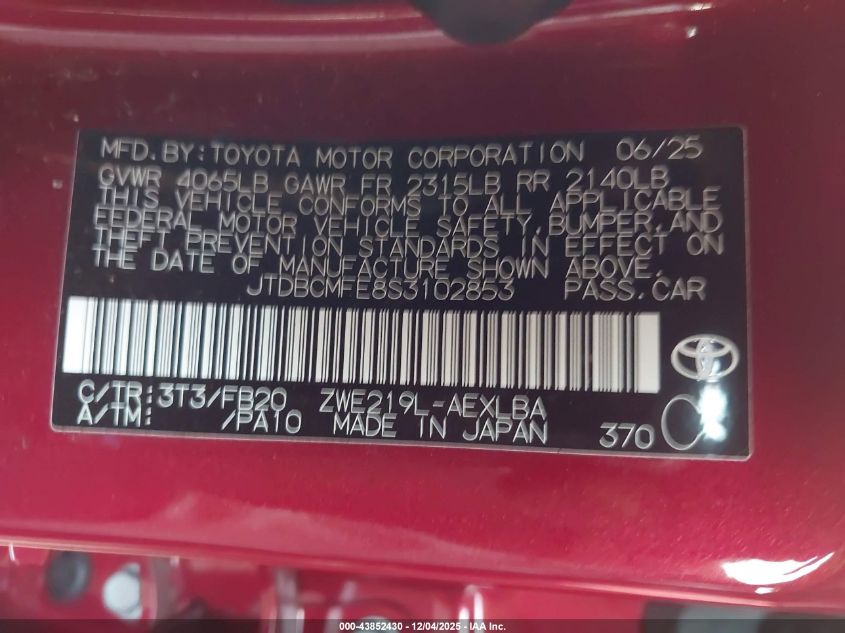 MFD. BY: TOYOTA MOTOR CORPORATION 06/25
GVWR 4065LB GAWR FR 2315LB RR 2140LB
THIS VEHICLE CONFORMS TO ALL APPLICABLE
FEDERAL MOTOR VEHICLE SAFETY, BUMPER, AND
THEFT PREVENTION STANDARDS IN EFFECT ON
THE DATE OF MANUFACTURE SHOWN ABOVE.
JTDBCMFE8S3102853 PASS. CAR
C/TR: 3T3/FB20 ZWE219L-AEXLBA
A/TM: /PA10 MADE IN JAPAN 370
000-43852430 - 12/04/2025 - IAA Inc.